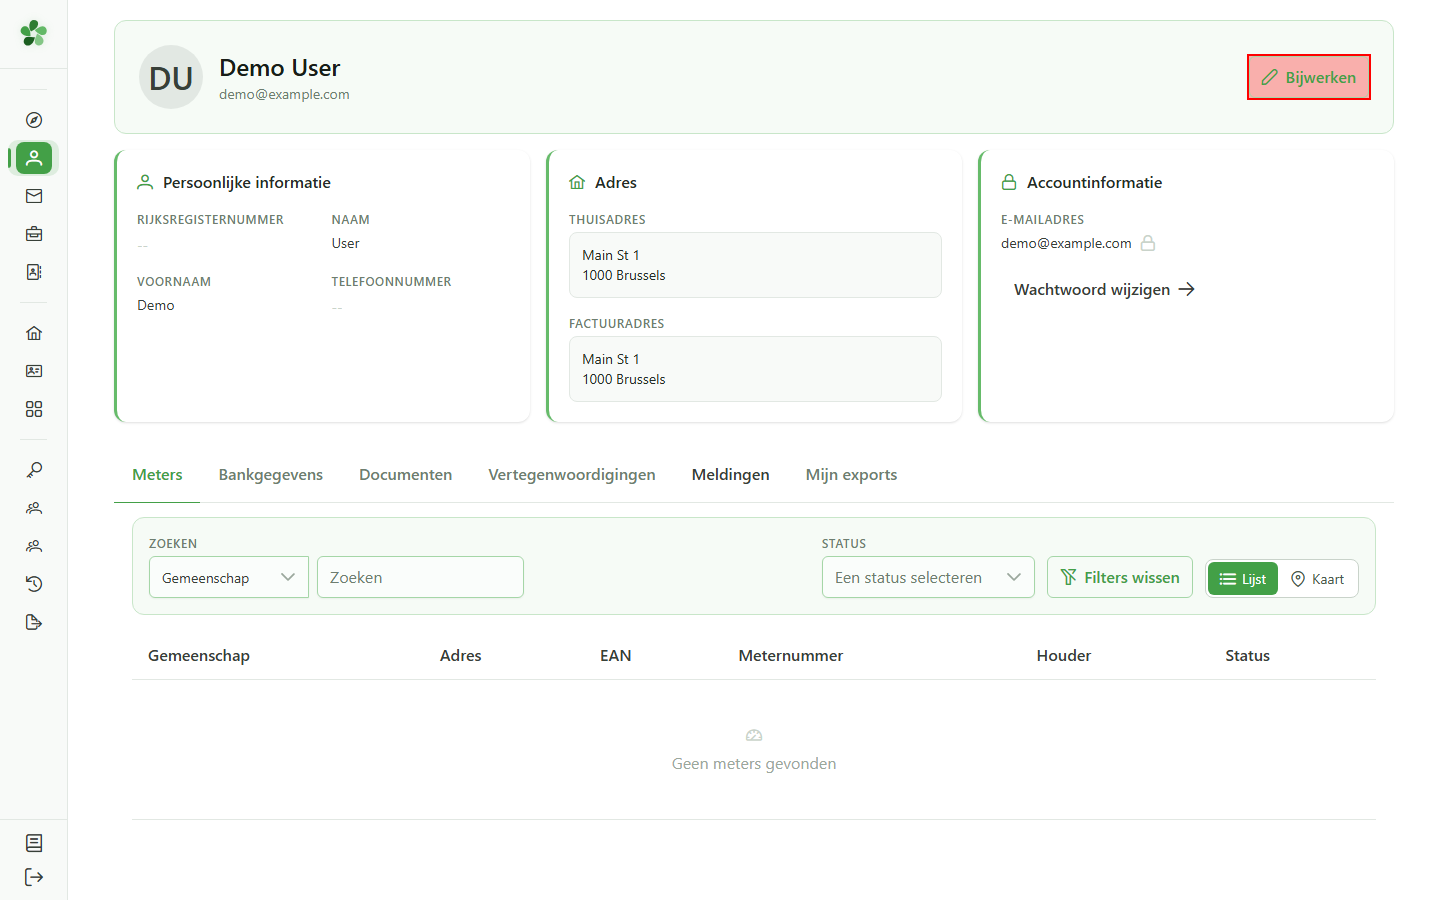 DU
Demo User
demo@example.com
Bijwerken
Persoonlijke informatie
RIJKSREGISTERNUMMER
--
NAAM
User
VOORNAAM
Demo
TELEFOONNUMMER
--
Adres
THUISADRES
Main St 1
1000 Brussels
FACTUURADRES
Main St 1
1000 Brussels
Accountinformatie
E-MAILADRES
demo@example.com
Wachtwoord wijzigen
Meters Bankgegevens Documenten Vertegenwoordigingen Meldingen Mijn exports
ZOEKEN STATUS
Gemeenschap Zoeken Een status selecteren Filters wissen Lijst Kaart
Gemeenschap Adres EAN Meternummer Houder Status
Geen meters gevonden